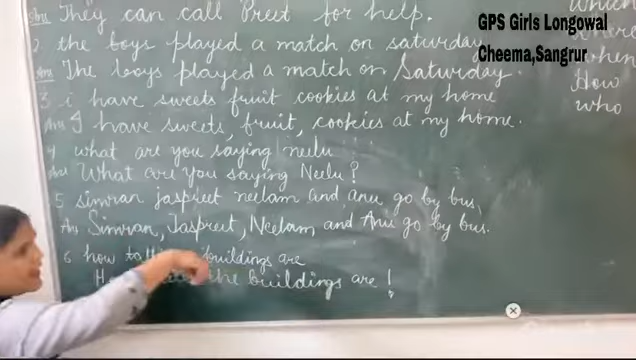 Ans They can call Preet for help.
2. the boys played a match on saturday
Ans The boys played a match on Saturday.
3 i have sweets fruit cookies at my home
Ans I have sweets, fruit, cookies at my home.
4 what are you saying neelu
Ans What are you saying Neelu?
5 simran jaspreet neelam and anu go by bus
Ans Simran, Jaspreet, Neelam and Anu go by bus.
6 how buildings are
the buildings are!
GPS Girls Longowal
Cheema,Sangrur
which
when
How
who